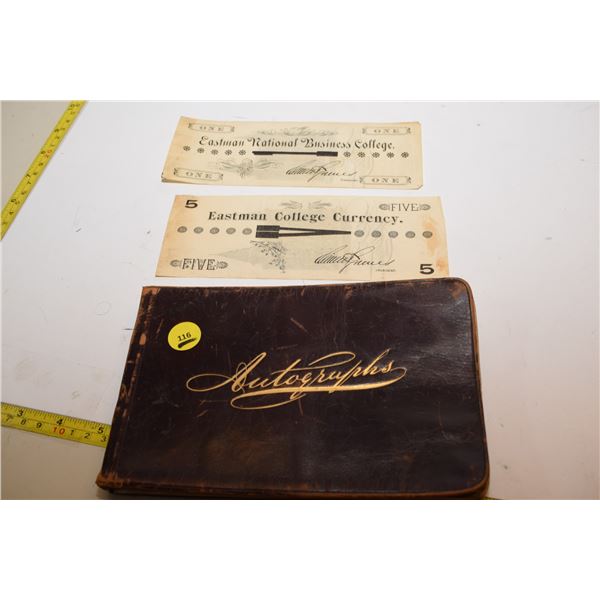 ONE ONE
Eastman National Business College.
ONE ONE
5 FIVE
Eastman College Currency.
FIVE 5
116
Autographs